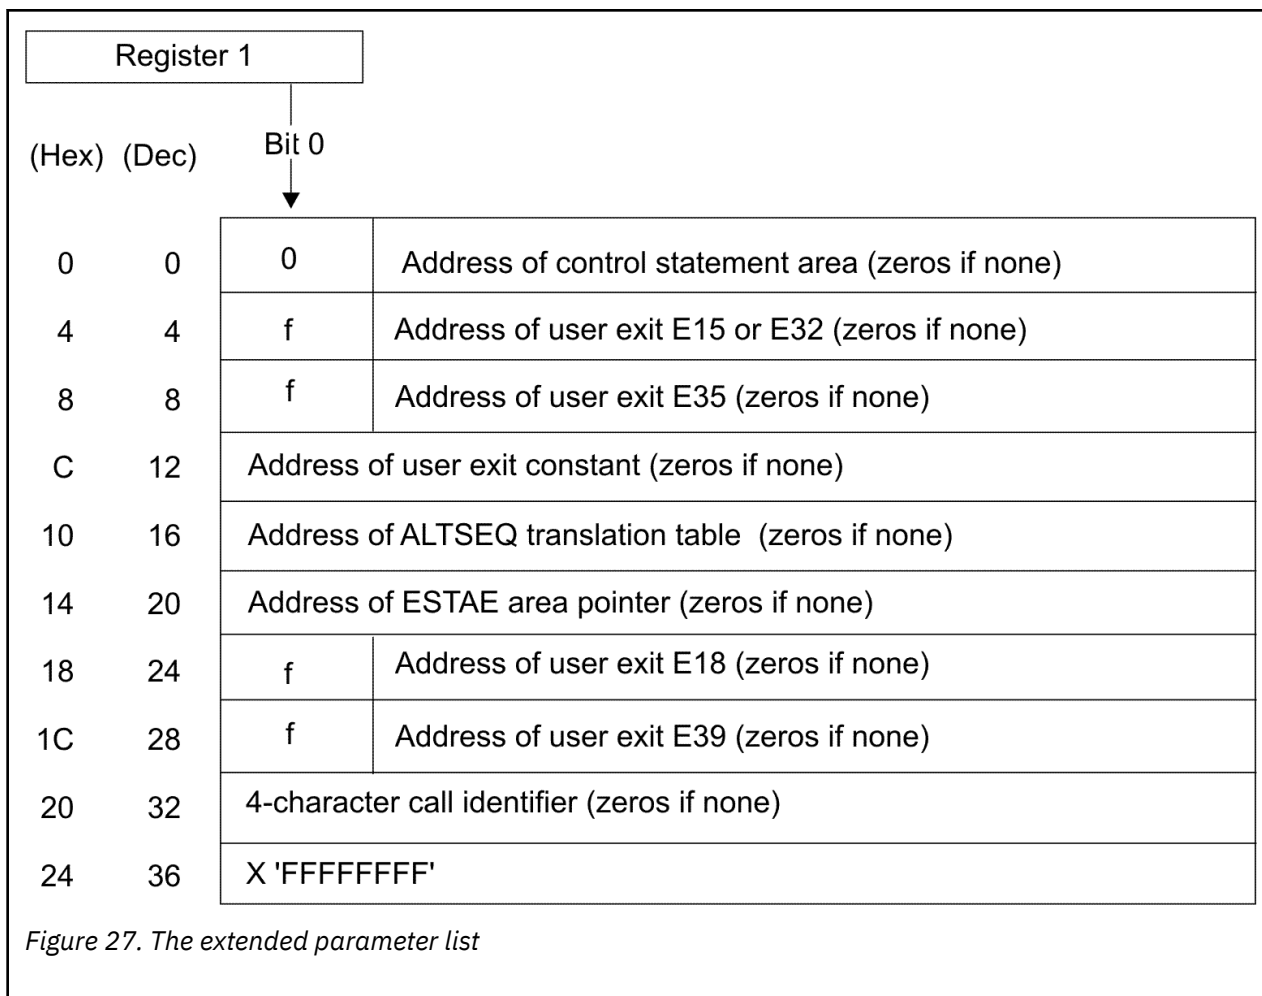 Register 1
Bit 0
(Hex) (Dec)
0 0 0 Address of control statement area (zeros if none)
4 4 f Address of user exit E15 or E32 (zeros if none)
8 8 f Address of user exit E35 (zeros if none)
C 12 Address of user exit constant (zeros if none)
10 16 Address of ALTSEQ translation table (zeros if none)
14 20 Address of ESTAE area pointer (zeros if none)
18 24 f Address of user exit E18 (zeros if none)
1C 28 f Address of user exit E39 (zeros if none)
20 32 4-character call identifier (zeros if none)
24 36 X 'FFFFFFFF'
Figure 27. The extended parameter list